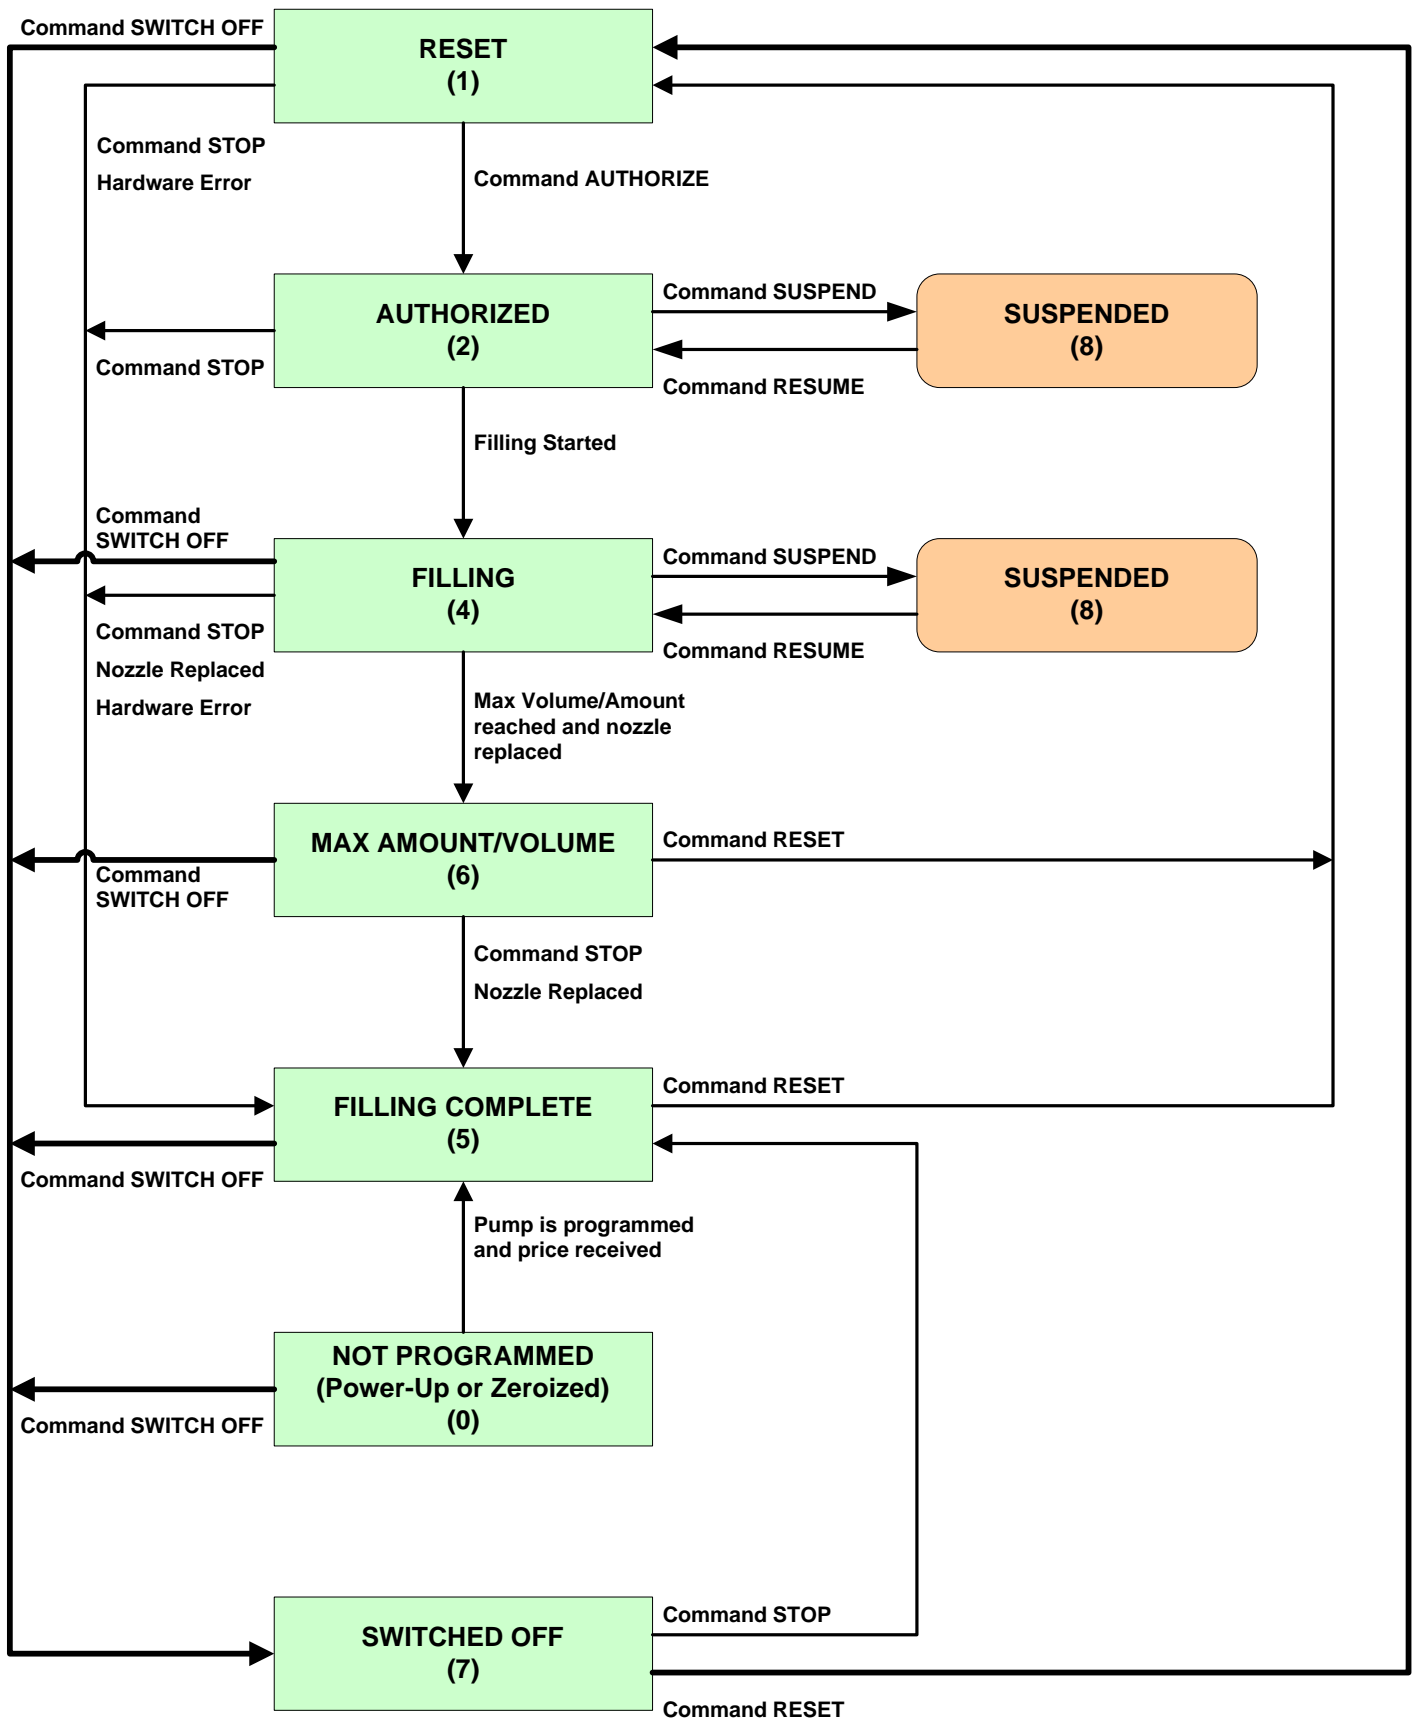 Command SWITCH OFF
RESET
(1)
Command STOP
Hardware Error
Command AUTHORIZE
AUTHORIZED
(2)
Command SUSPEND
SUSPENDED
(8)
Command STOP
Command RESUME
Filling Started
Command
SWITCH OFF
FILLING
(4)
Command SUSPEND
SUSPENDED
(8)
Command STOP
Nozzle Replaced
Hardware Error
Command RESUME
Max Volume/Amount
reached and nozzle
replaced
MAX AMOUNT/VOLUME
(6)
Command RESET
Command
SWITCH OFF
Command STOP
Nozzle Replaced
FILLING COMPLETE
(5)
Command RESET
Command SWITCH OFF
Pump is programmed
and price received
NOT PROGRAMMED
(Power-Up or Zeroized)
(0)
Command SWITCH OFF
SWITCHED OFF
(7)
Command STOP
Command RESET